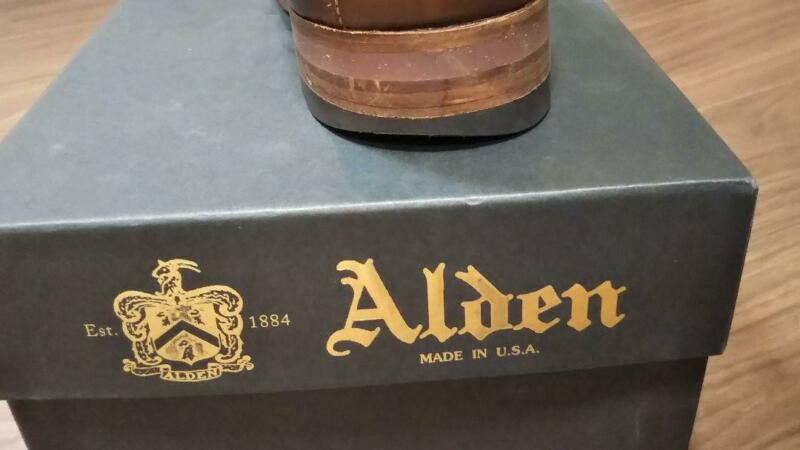 Est. 1884
ALDEN
Alden
MADE IN U.S.A.